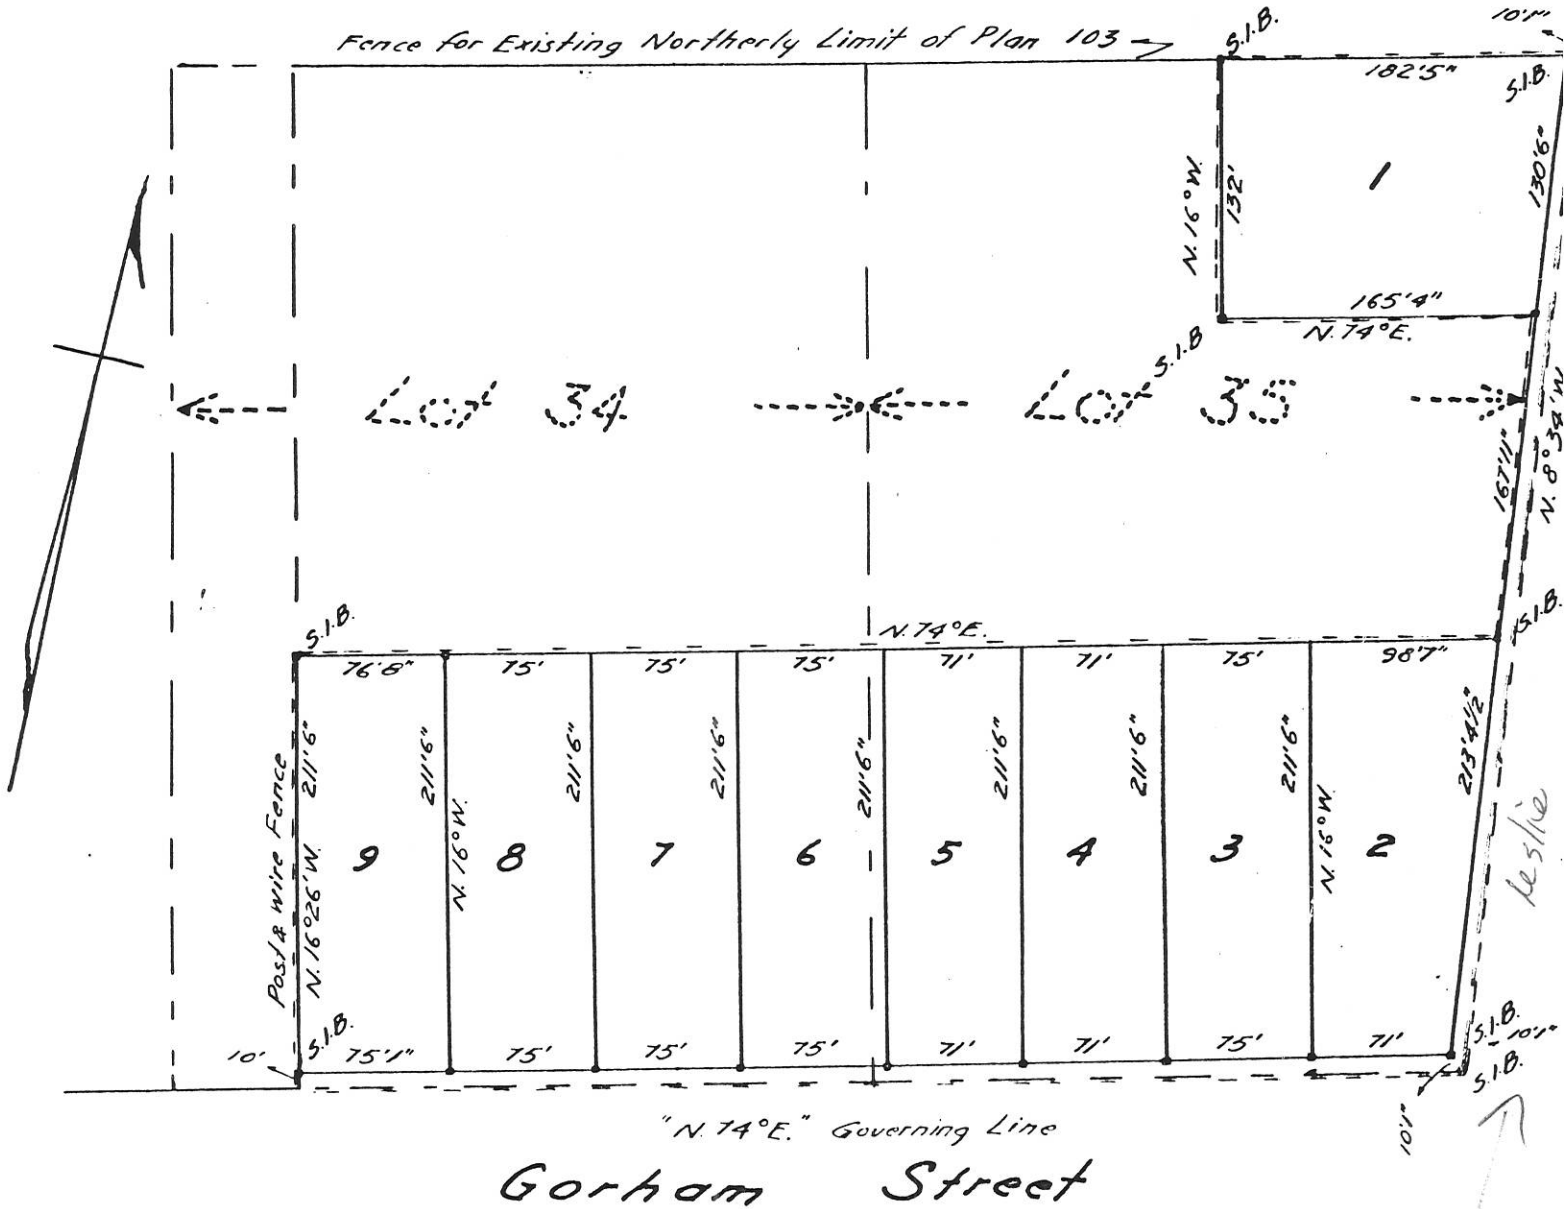 Fence for Existing Northerly Limit of Plan 103
S.I.B.
10'1"
182'5"
S.I.B.
N. 16° W.
132'
1
130'6"
165'4"
N. 74° E.
S.I.B.
Lot 34
Lot 35
167'11"
N. 8° 34' W
S.I.B.
N. 74° E.
S.I.B.
76'8"
75'
75'
75'
71'
71'
75'
98'7"
Post & Wire Fence
N. 16° 26' W.
211'6"
211'6"
211'6"
211'6"
211'6"
211'6"
211'6"
211'6"
213'4½"
N. 16° W.
N. 16° W.
9
8
7
6
5
4
3
2
Leslie
10'
S.I.B.
75'1"
75'
75'
75'
71'
71'
75'
71'
S.I.B.
10'1"
S.I.B.
10'1"
"N. 74° E." Governing Line
Gorham Street